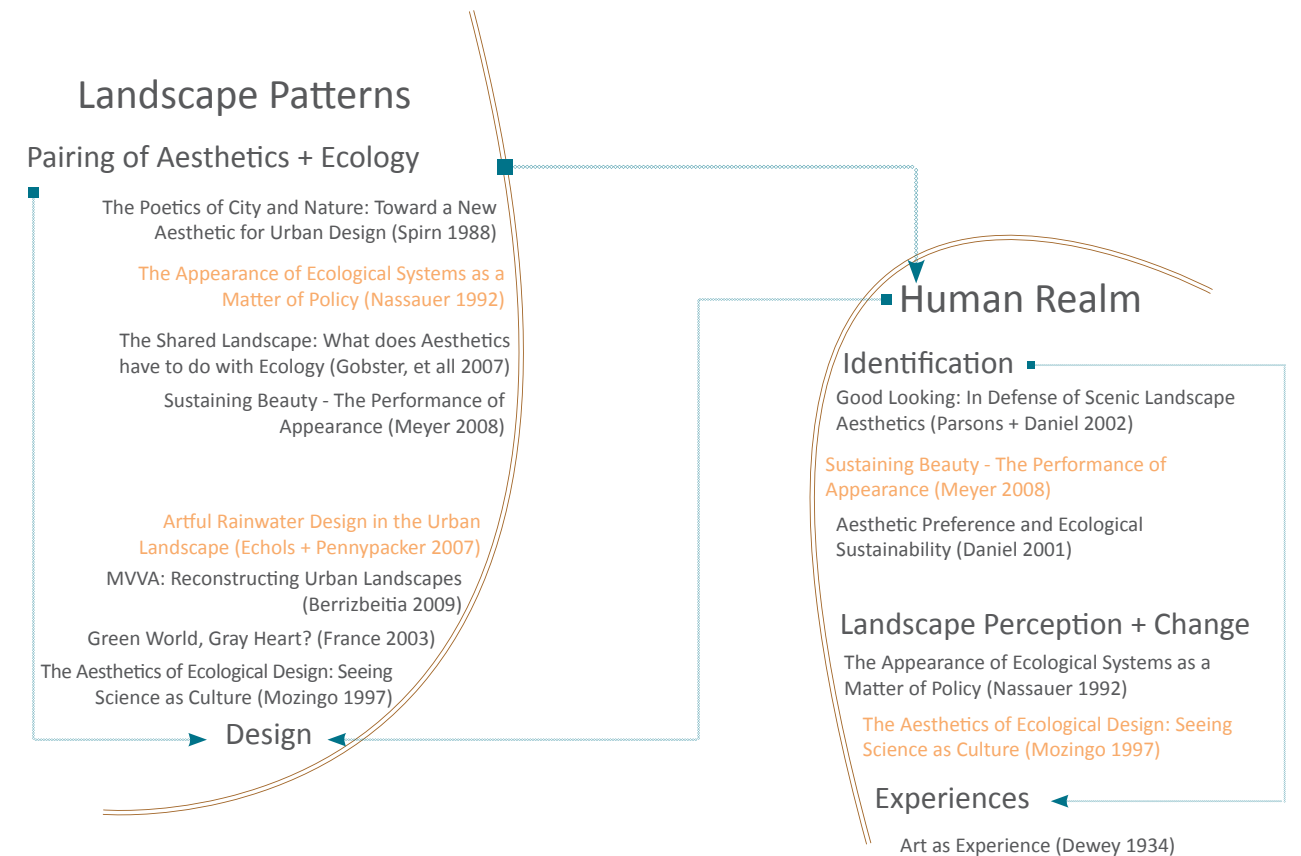 Landscape Patterns
Pairing of Aesthetics + Ecology
The Poetics of City and Nature: Toward a New
Aesthetic for Urban Design (Spirn 1988)
The Appearance of Ecological Systems as a
Matter of Policy (Nassauer 1992)
The Shared Landscape: What does Aesthetics
have to do with Ecology (Gobster, et all 2007)
Sustaining Beauty - The Performance of
Appearance (Meyer 2008)
Artful Rainwater Design in the Urban
Landscape (Echols + Pennypacker 2007)
MVVA: Reconstructing Urban Landscapes
(Berrizbeitia 2009)
Green World, Gray Heart? (France 2003)
The Aesthetics of Ecological Design: Seeing
Science as Culture (Mozingo 1997)
Design
Human Realm
Identification
Good Looking: In Defense of Scenic Landscape
Aesthetics (Parsons + Daniel 2002)
Sustaining Beauty - The Performance of
Appearance (Meyer 2008)
Aesthetic Preference and Ecological
Sustainability (Daniel 2001)
Landscape Perception + Change
The Appearance of Ecological Systems as a
Matter of Policy (Nassauer 1992)
The Aesthetics of Ecological Design: Seeing
Science as Culture (Mozingo 1997)
Experiences
Art as Experience (Dewey 1934)